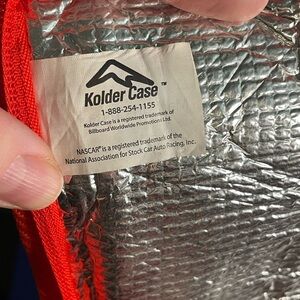 Kolder Case™
1-888-254-1155
Kolder Case is a registered trademark of
Billboard Worldwide Promotions Ltd.
NASCAR® is a registered trademark of the
National Association for Stock Car Auto Racing, Inc.